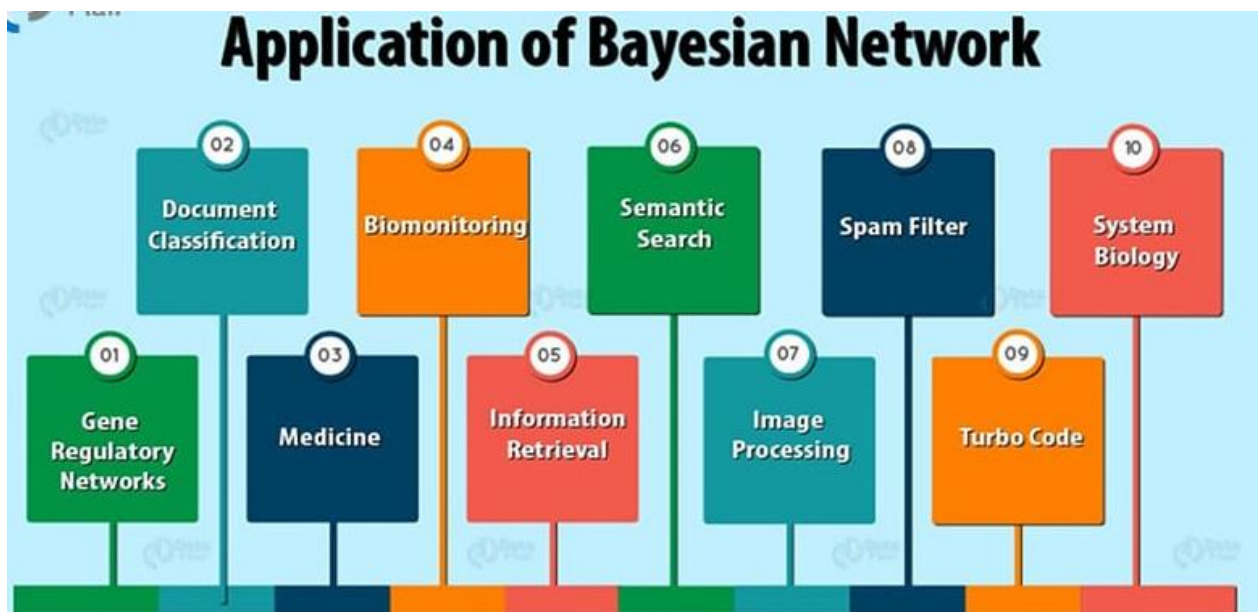 Application of Bayesian Network
01
Gene
Regulatory
Networks
02
Document
Classification
03
Medicine
04
Biomonitoring
05
Information
Retrieval
06
Semantic
Search
07
Image
Processing
08
Spam Filter
09
Turbo Code
10
System
Biology